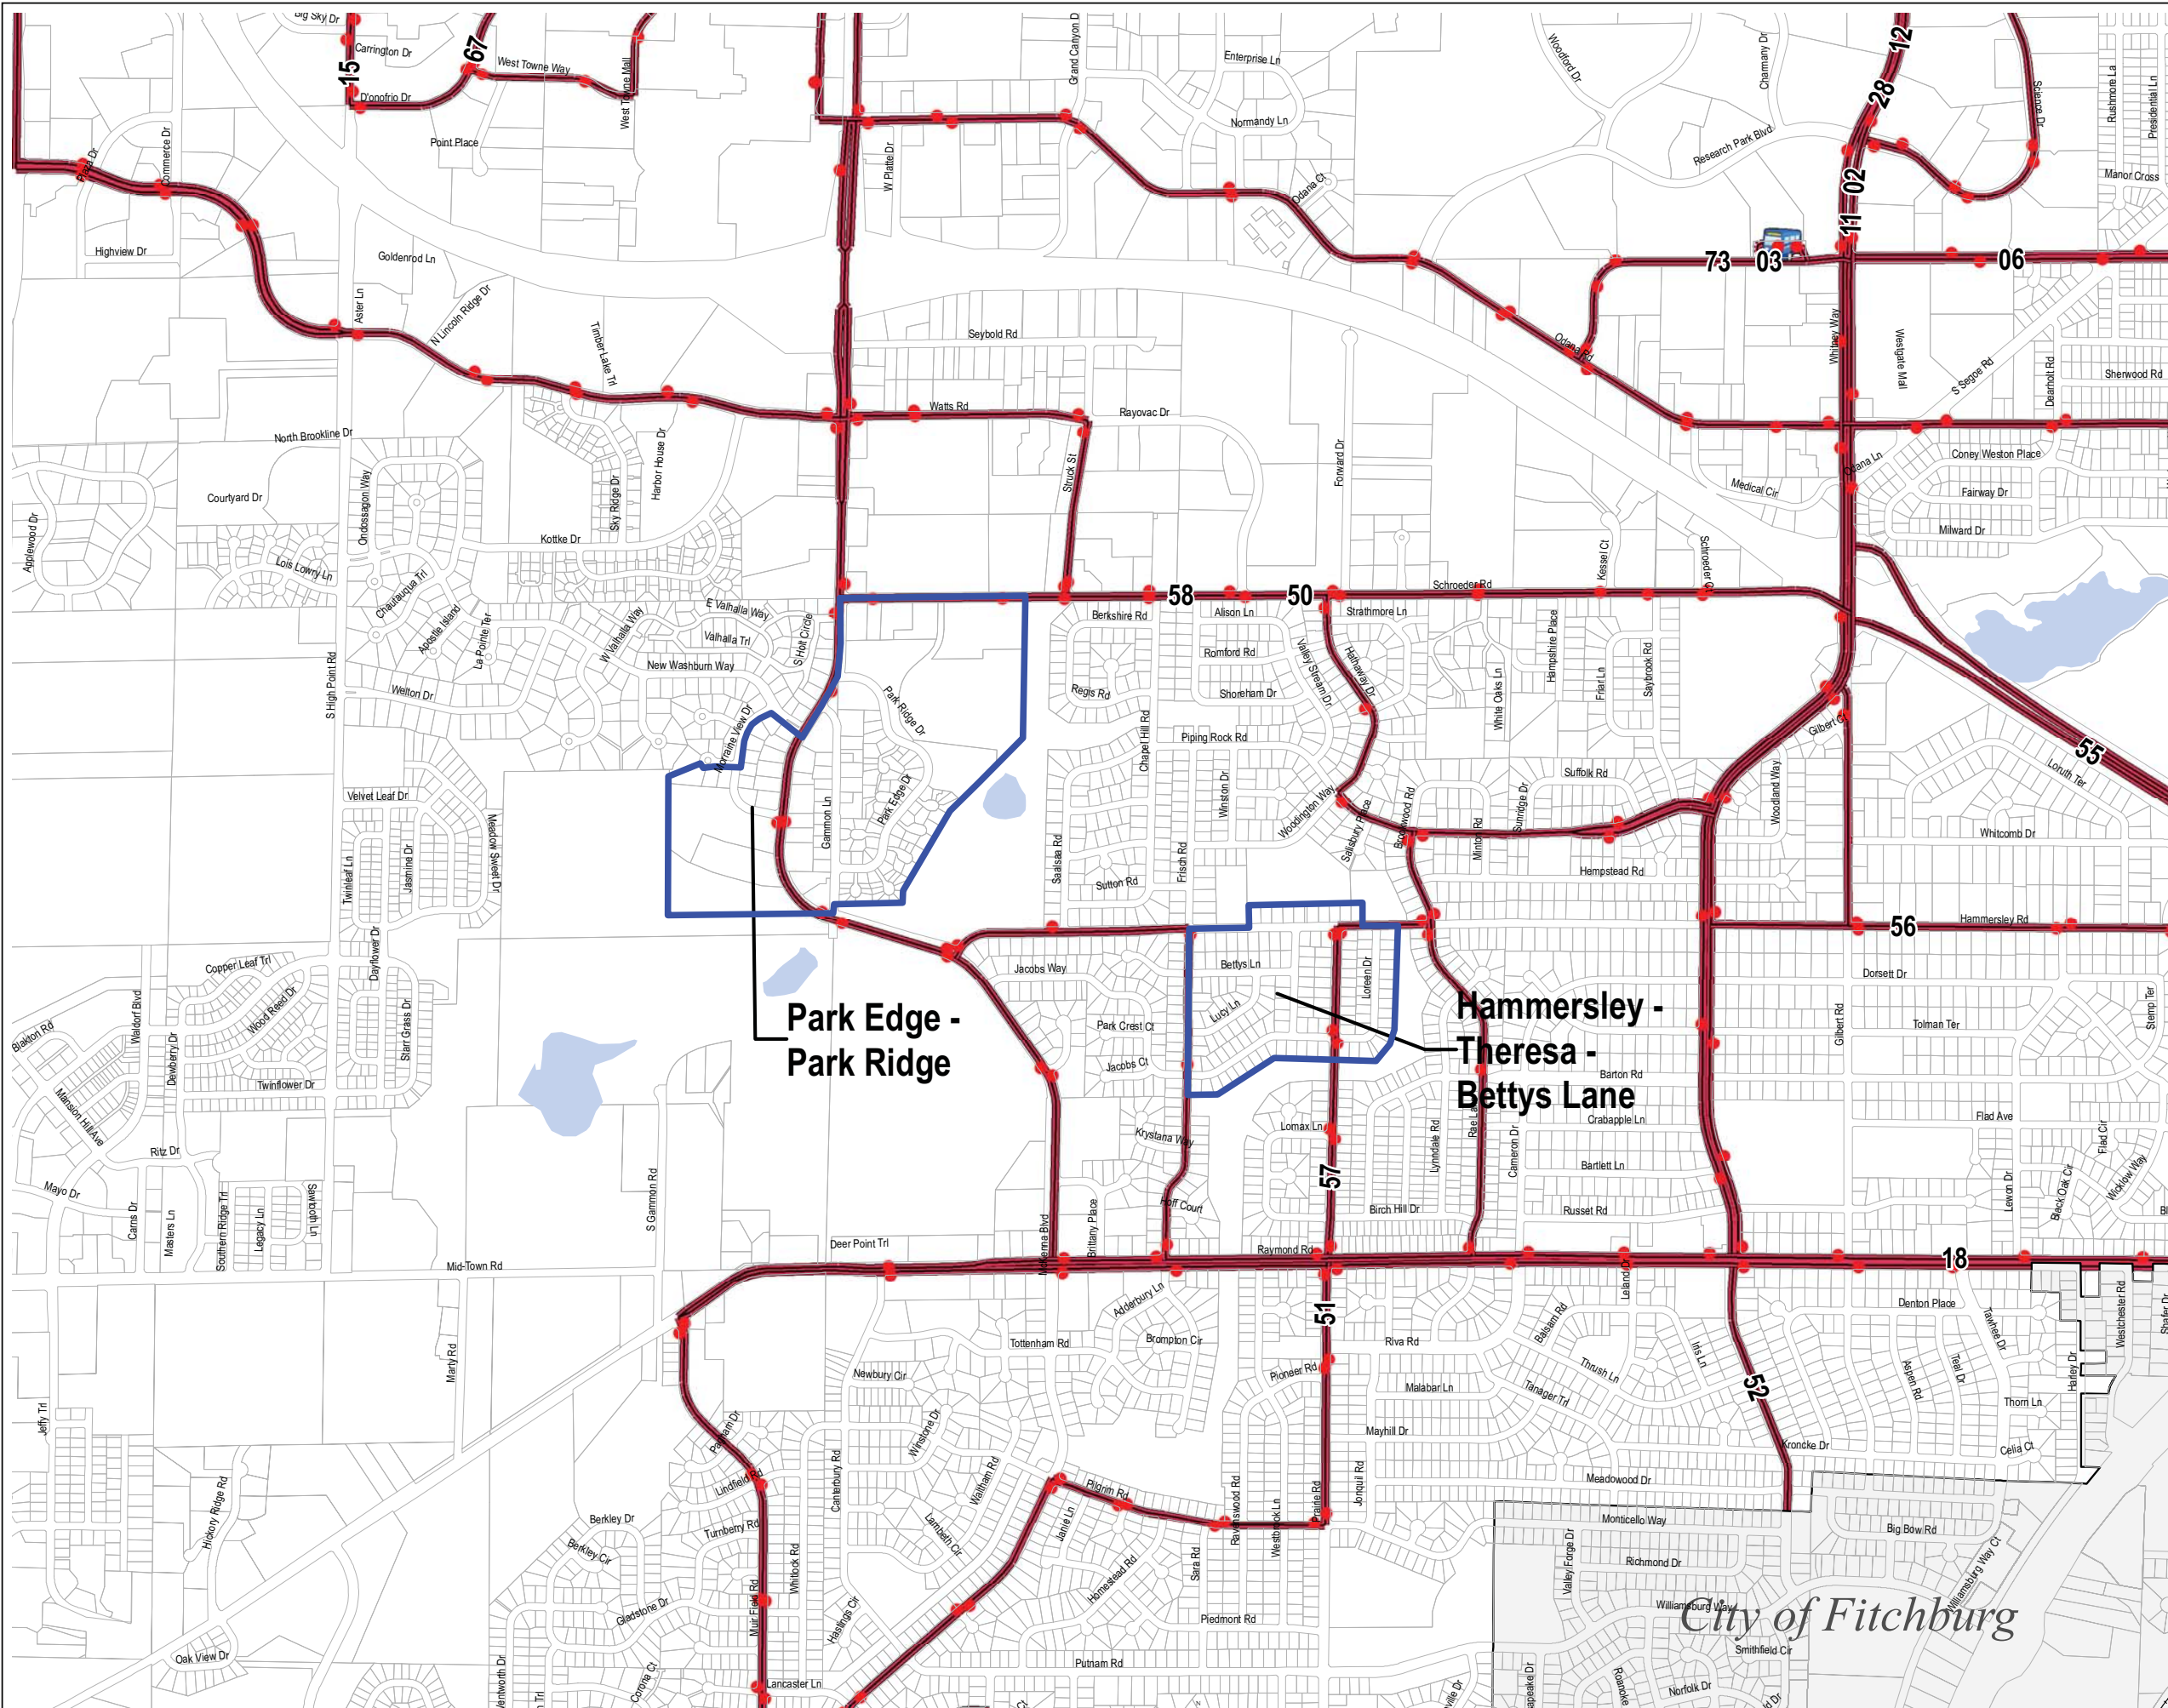 Big Sky Dr
Carrington Dr
15
67
West Towne Way
West Towne Mall
D'onofrio Dr
Point Place
Grand Canyon D
Enterprise Ln
Normandy Ln
Woodford Dr
Charmany Dr
12
28
Science Dr
Rushmore La
Presidential Ln
Research Park Blvd
Plaza Dr
Commerce Dr
W Platte Dr
Odana Ct
02
11
Manor Cross
Highview Dr
Goldenrod Ln
73
03
06
Aster Ln
N Lincoln Ridge Dr
Timber Lake Trl
Seybold Rd
Odana Rd
Whitney Way
Westgate Mall
S Segoe Rd
Dearholt Rd
Sherwood Rd
Watts Rd
Rayovac Dr
North Brookline Dr
Harbor House Dr
Sky Ridge Dr
Struck St
Forward Dr
Odana Ln
Coney Weston Place
Medical Cir
Fairway Dr
Milward Dr
Courtyard Dr
Applewood Dr
Onodssagon Way
Kottke Dr
Lois Lowry Ln
Chautauqua Trl
Apostle Island
La Pointe Ter
W Valhalla Way
E Valhalla Way
Valhalla Trl
S Holt Circle
New Washburn Way
Welton Dr
S High Point Rd
58
50
Schroeder Rd
Kessel Ct
Schroeder Ct
Berkshire Rd
Alison Ln
Strathmore Ln
Romford Rd
Regis Rd
Shoreham Dr
Valley Stream Dr
Hathaway Dr
White Oaks Ln
Hampshire Place
Friar Ln
Saybrook Rd
Park Ridge Dr
Morraine View Dr
Park Edge Dr
Gammon Ln
Chapel Hill Rd
Piping Rock Rd
Winston Dr
Woodington Way
Salisbury Place
Brookwood Rd
Minton Rd
Sunridge Dr
Suffolk Rd
Gilbert Ct
Woodland Way
55
Loruth Ter
Whitcomb Dr
Velvet Leaf Dr
Twinleaf Ln
Jasmine Dr
Meadow Sweet Dr
Saalsaa Rd
Sutton Rd
Frisch Rd
Hempstead Rd
56
Hammersley Rd
Copper Leaf Trl
Dayflower Dr
Waldorf Blvd
Wood Reed Dr
Starr Grass Dr
Dewberry Dr
Blakton Rd
Twinflower Dr
Mansion Hill Ave
Jacobs Way
Bettys Ln
Loreen Dr
Lucy Ln
Park Crest Ct
Jacobs Ct
Dorsett Dr
Tolman Ter
Stemp Ter
Gilbert Rd
Park Edge -
Park Ridge
Hammersley -
Theresa -
Bettys Lane
Barton Rd
Crabapple Ln
Flad Ave
Flad Cir
Ritz Dr
Mayo Dr
Carns Dr
Masters Ln
Southern Ridge Trl
Legacy Ln
Sawtooth Ln
S Gammon Rd
Krystana Way
Lomax Ln
57
Lynndale Rd
Cameron Dr
Bartlett Ln
Hoff Court
Birch Hill Dr
Russet Rd
Lewon Dr
Black Oak Cir
Wicklow Way
Brittany Place
McKenna Blvd
Deer Point Trl
Raymond Rd
Mid-Town Rd
18
Adderbury Ln
51
Leland Dr
Denton Place
Westchester Rd
Tottenham Rd
Brompton Cir
Riva Rd
Balsam Rd
Iris Ln
Tawhee Dr
Teal Dr
Aspen Rd
Harley Dr
Marty Rd
Newbury Cir
Pioneer Rd
Malabar Ln
Thrush Ln
Tanager Trl
52
Thorn Ln
Jeffy Trl
Winstone Dr
Mayhill Dr
Kroncke Dr
Celia Ct
Lindfield Rd
Canterbury Rd
Waltham Rd
Pilgrim Rd
Meadowood Dr
Hickory Ridge Rd
Berkley Dr
Berkley Cir
Turnberry Rd
Whitlock Rd
Lambeth Cir
Janie Ln
Ravenswood Rd
Westbrook Ln
Prairie Rd
Jonquil Rd
Monticello Way
Valley Forge Dr
Big Bow Rd
Richmond Dr
Williamsburg Way Ct
Gladstone Dr
Muir Field Rd
Hastings Cir
Homestead Rd
Sara Rd
Piedmont Rd
Williamsburg Way
City of Fitchburg
Smithfield Cir
Oak View Dr
Putnam Rd
Corona Ct
Lancaster Ln
Roanoke
Norfolk Dr